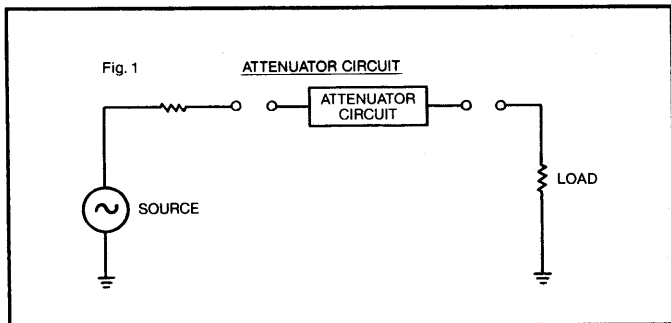 Fig. 1
ATTENUATOR CIRCUIT
ATTENUATOR
CIRCUIT
SOURCE
LOAD